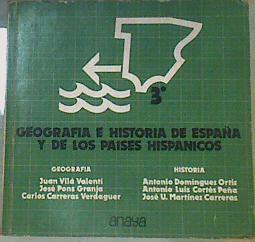 3º
GEOGRAFIA E HISTORIA DE ESPAÑA
Y DE LOS PAISES HISPANICOS
GEOGRAFIA
Juan Vilá Valentí
José Pons Granja
Carlos Carreras Verdaguer
HISTORIA
Antonio Domínguez Ortiz
Antonio Luis Cortés Peña
José U. Martínez Carreras
anaya